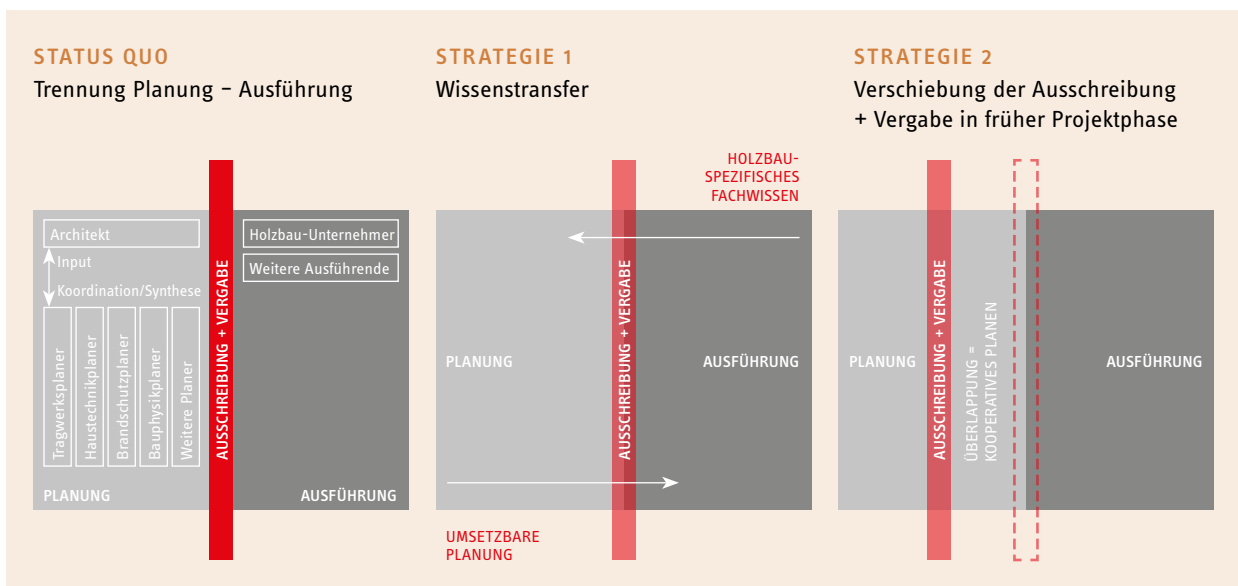 STATUS QUO
Trennung Planung – Ausführung
Architekt
Input
Koordination/Synthese
Tragwerksplaner
Haustechnikplaner
Brandschutzplaner
Bauphysikplaner
Weitere Planer
PLANUNG
AUSSCHREIBUNG + VERGABE
Holzbau-Unternehmer
Weitere Ausführende
AUSFÜHRUNG
STRATEGIE 1
Wissenstransfer
HOLZBAU-
SPEZIFISCHES
FACHWISSEN
PLANUNG
AUSSCHREIBUNG + VERGABE
AUSFÜHRUNG
UMSETZBARE
PLANUNG
STRATEGIE 2
Verschiebung der Ausschreibung
+ Vergabe in früher Projektphase
PLANUNG
AUSSCHREIBUNG + VERGABE
ÜBERLAPPUNG =
KOOPERATIVES PLANEN
AUSFÜHRUNG